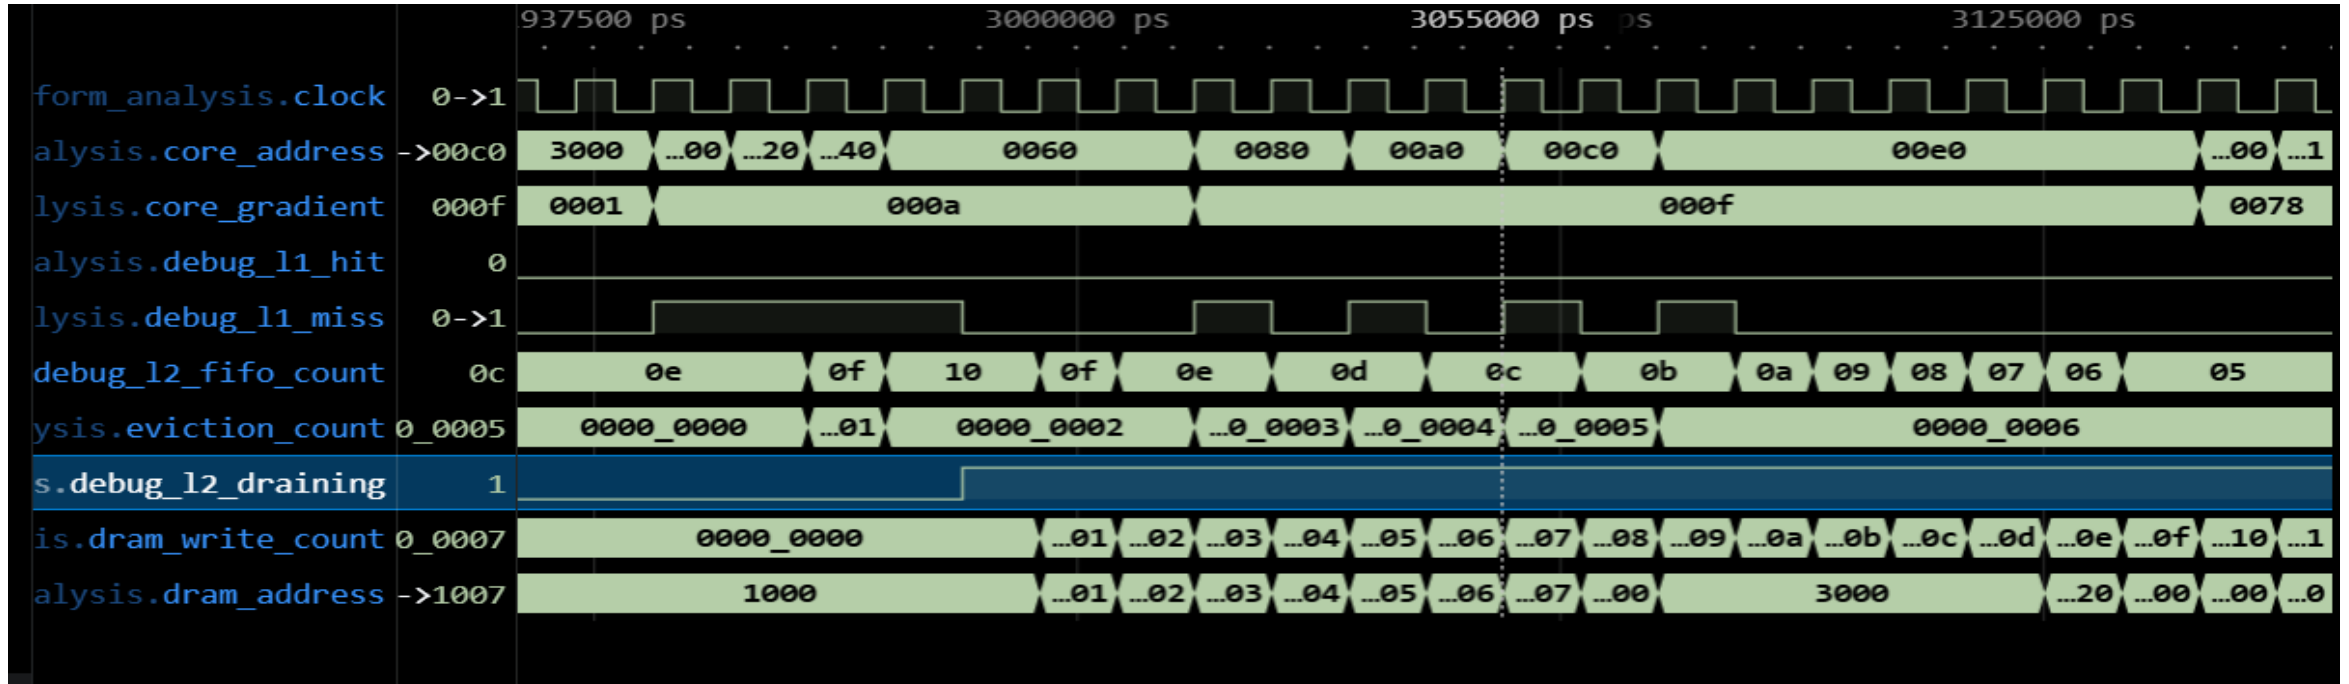 937500 ps 3000000 ps 3055000 ps ps 3125000 ps
form_analysis.clock 0->1
alysis.core_address ->00c0 3000 …00 …20 …40 0060 0080 00a0 00c0 00e0 …00 …1
lysis.core_gradient 000f 0001 000a 000f 0078
alysis.debug_l1_hit 0
lysis.debug_l1_miss 0->1
debug_l2_fifo_count 0c 0e 0f 10 0f 0e 0d 0c 0b 0a 09 08 07 06 05
ysis.eviction_count 0_0005 0000_0000 …01 0000_0002 …0_0003 …0_0004 …0_0005 0000_0006
s.debug_l2_draining 1
is.dram_write_count 0_0007 0000_0000 …01 …02 …03 …04 …05 …06 …07 …08 …09 …0a …0b …0c …0d …0e …0f …10 …1
alysis.dram_address ->1007 1000 …01 …02 …03 …04 …05 …06 …07 …00 3000 …20 …00 …00 …0